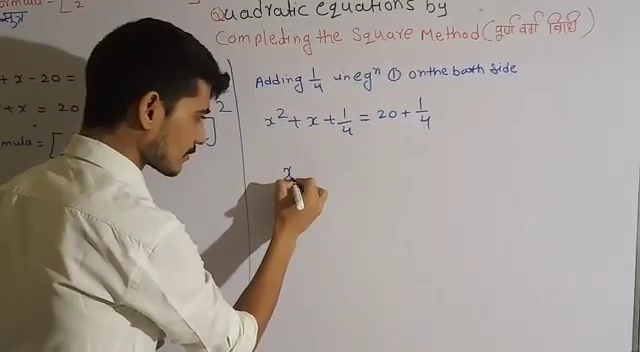 Quadratic equations by
Completing the Square Method (पूर्ण वर्ग विधि)
सूत्र
+ x - 20 =
+ x = 20
mula = [
]²
Adding 1/4 in eqⁿ ① on the both side
x² + x + 1/4 = 20 + 1/4
x